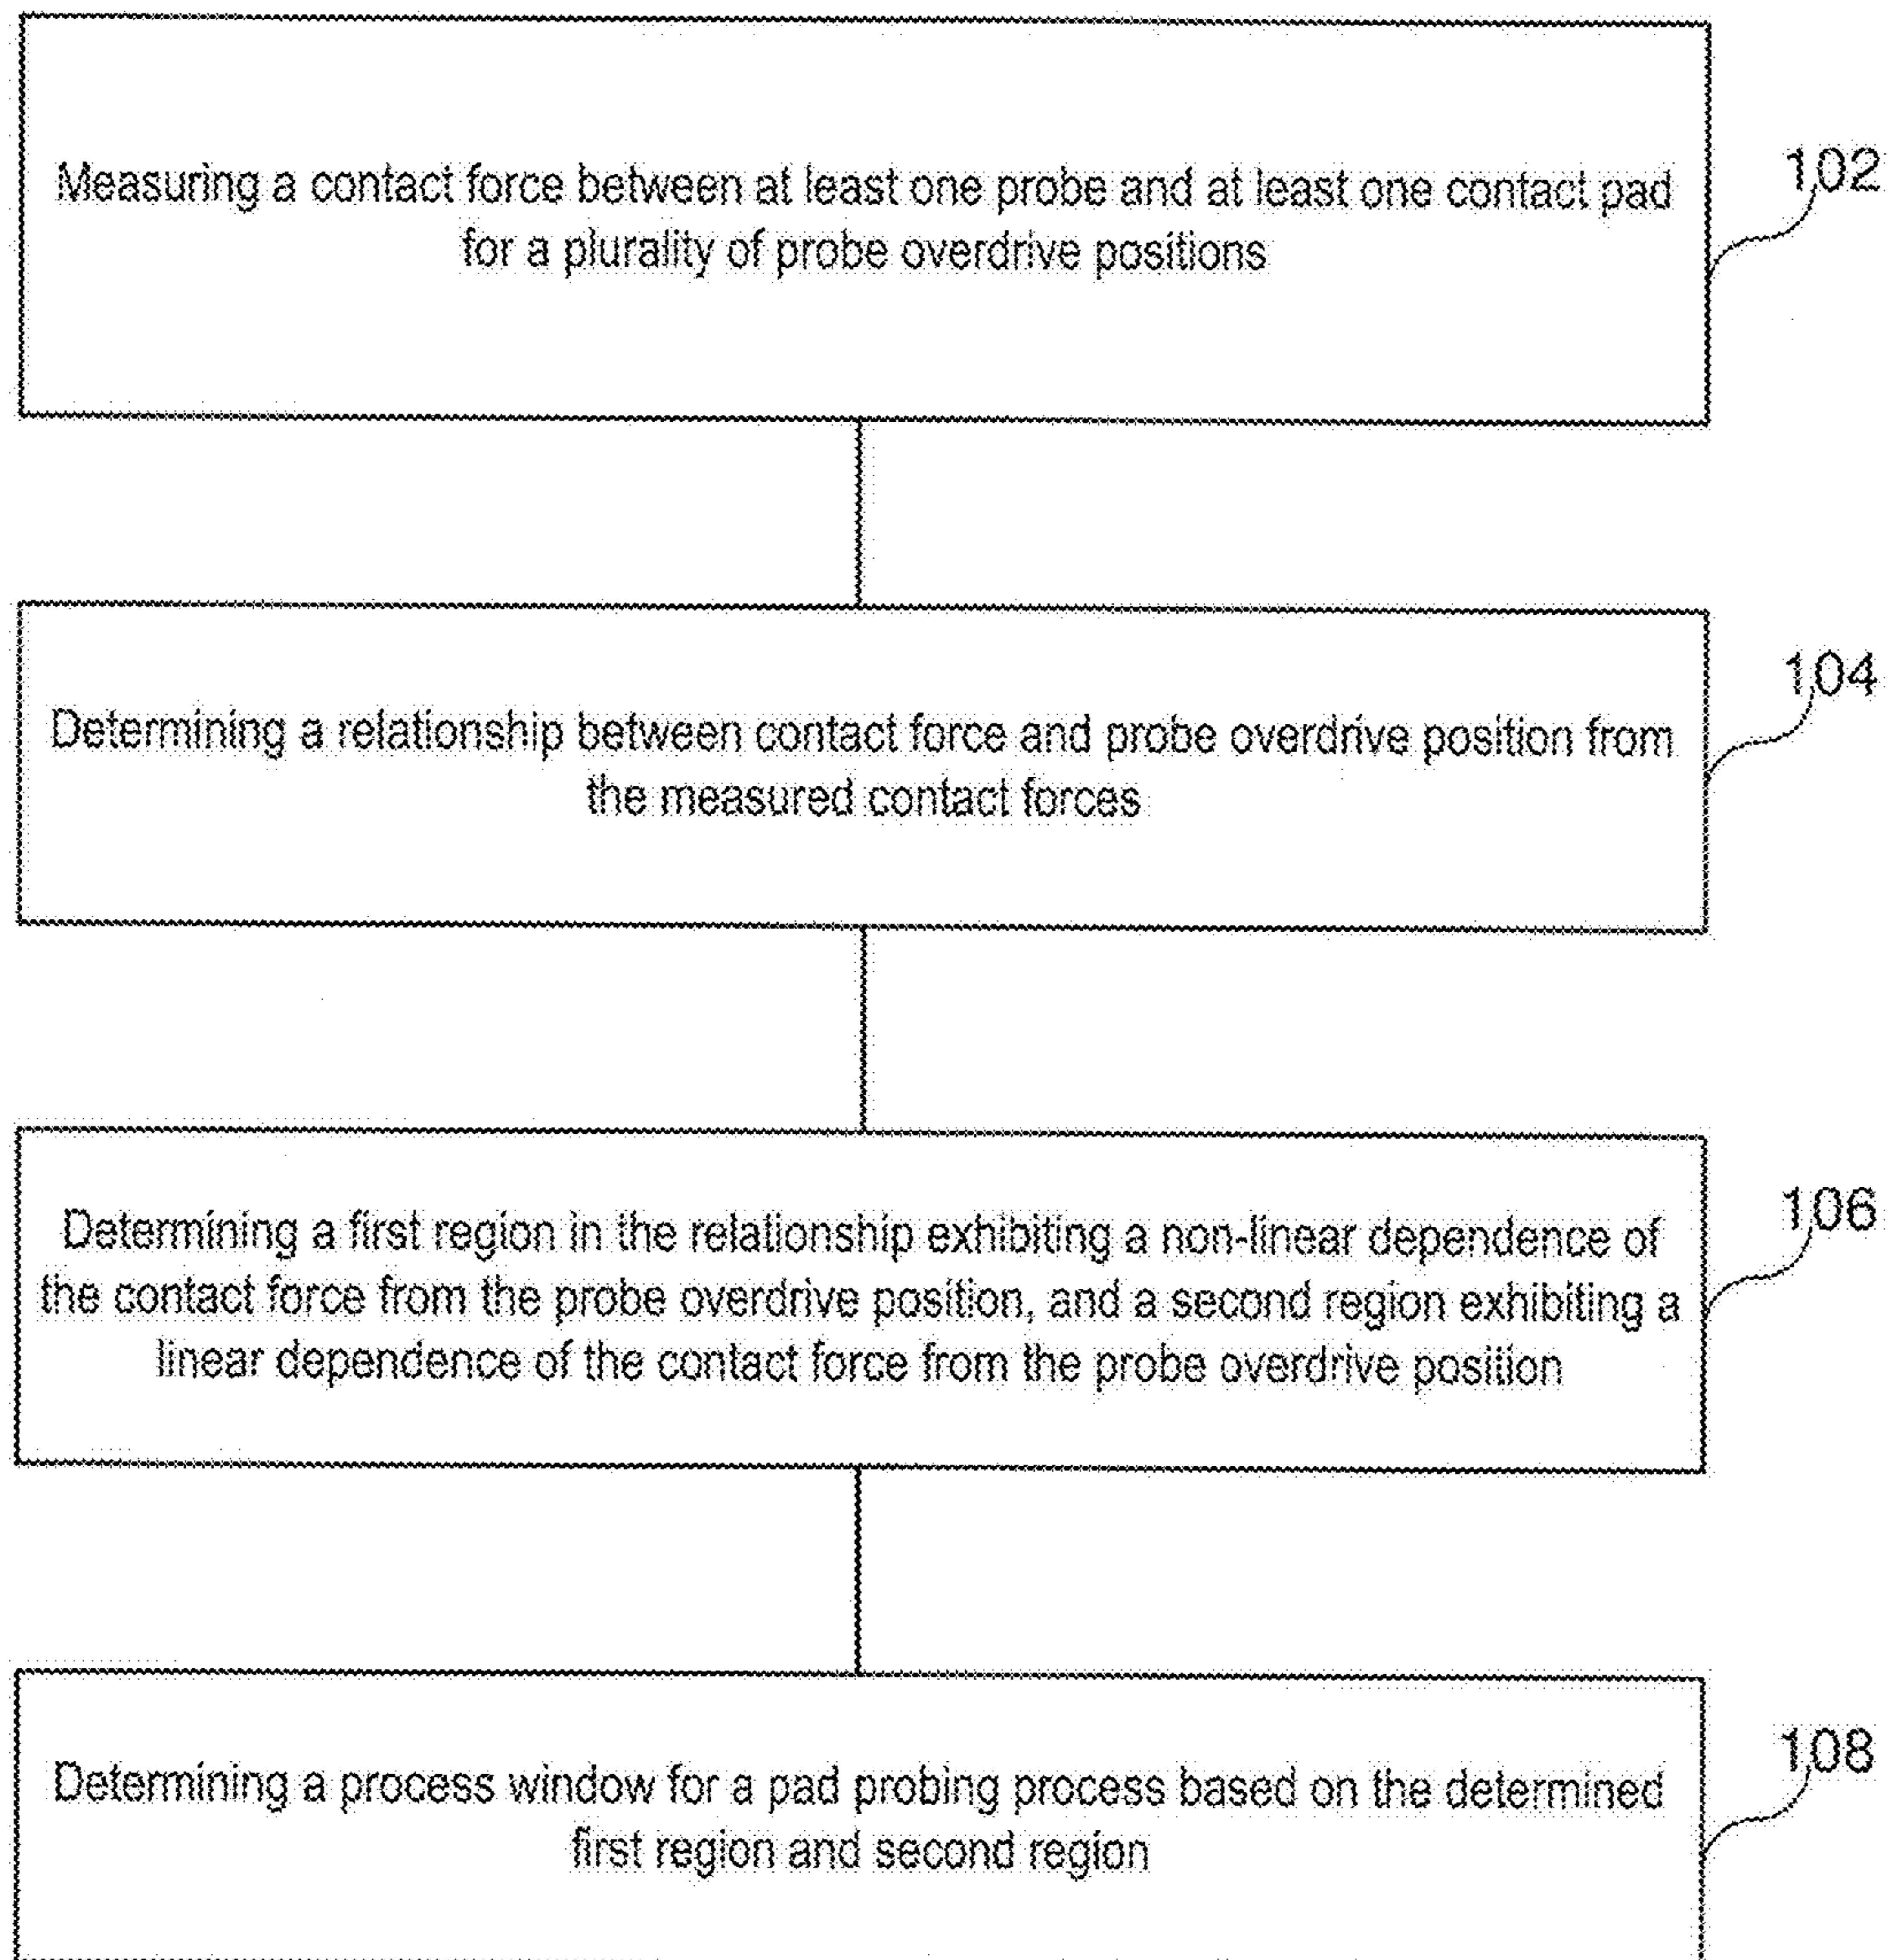 Measuring a contact force between at least one probe and at least one contact pad
for a plurality of probe overdrive positions
102
Determining a relationship between contact force and probe overdrive position from
the measured contact forces
104
Determining a first region in the relationship exhibiting a non-linear dependence of
the contact force from the probe overdrive position, and a second region exhibiting a
linear dependence of the contact force from the probe overdrive position
106
Determining a process window for a pad probing process based on the determined
first region and second region
108